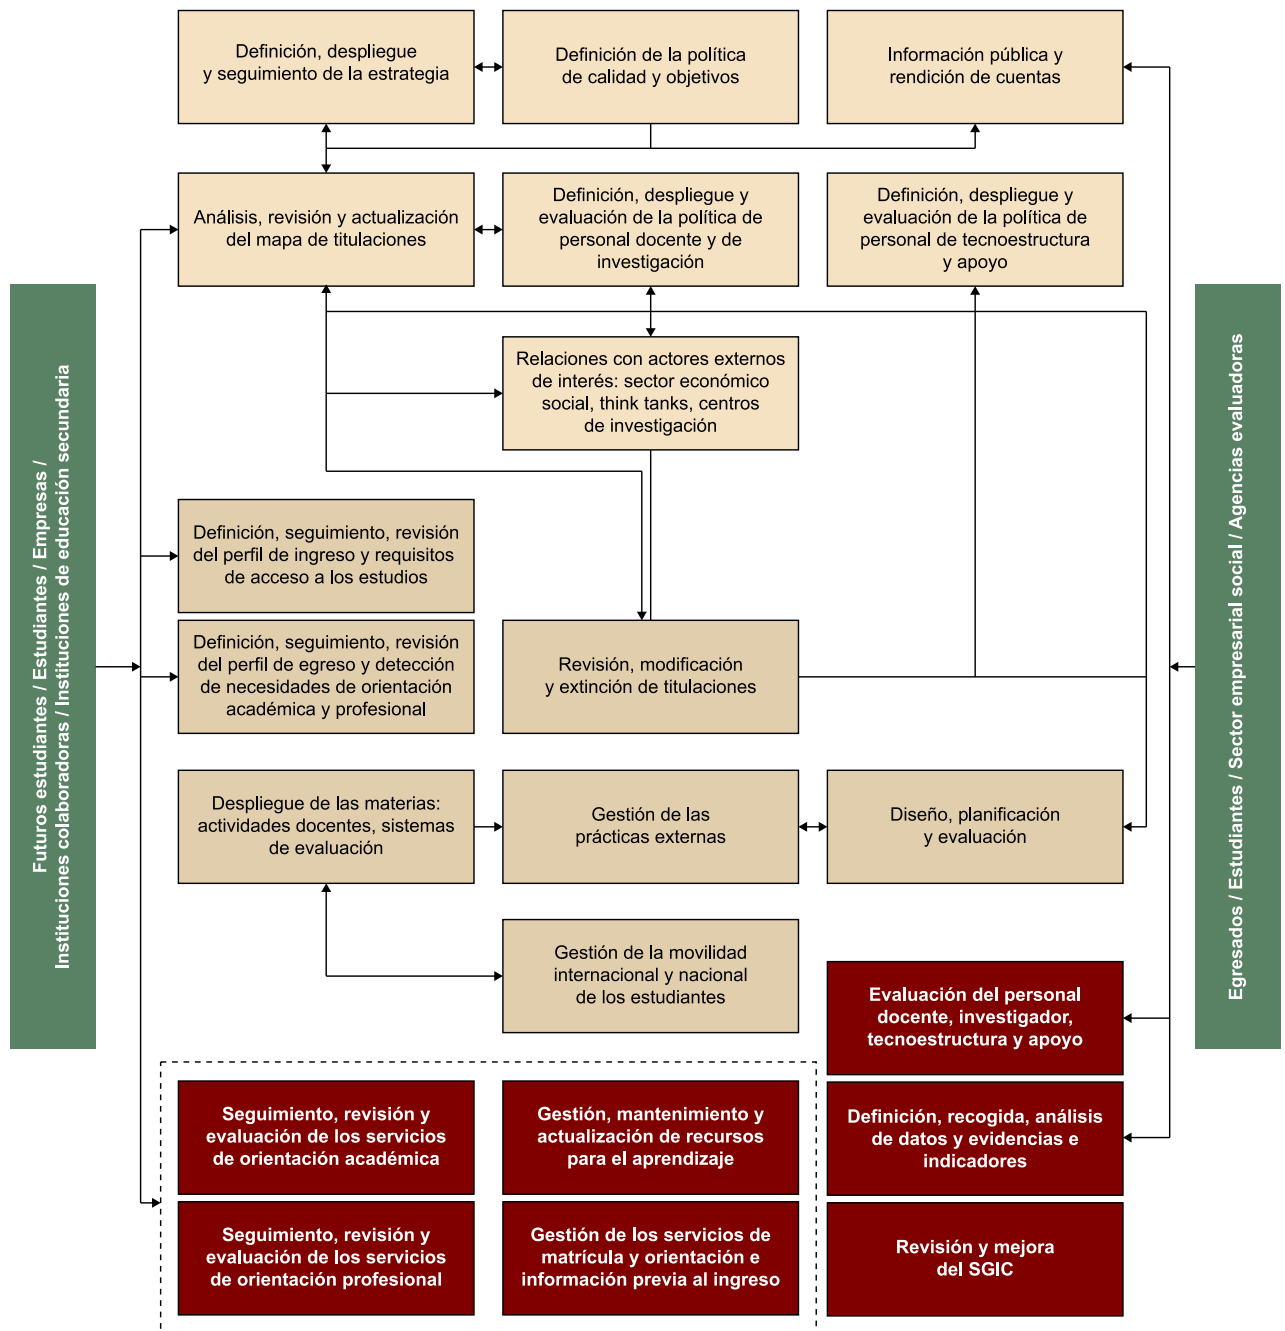 Definición, despliegue
y seguimiento de la estrategia
Definición de la política
de calidad y objetivos
Información pública y
rendición de cuentas
Análisis, revisión y actualización
del mapa de titulaciones
Definición, despliegue y
evaluación de la política de
personal docente y de
investigación
Definición, despliegue y
evaluación de la política de
personal de tecnoestructura
y apoyo
Relaciones con actores externos
de interés: sector económico
social, think tanks, centros
de investigación
Futuros estudiantes / Estudiantes / Empresas /
Instituciones colaboradoras / Instituciones de educación secundaria
Egresados / Estudiantes / Sector empresarial social / Agencias evaluadoras
Definición, seguimiento, revisión
del perfil de ingreso y requisitos
de acceso a los estudios
Definición, seguimiento, revisión
del perfil de egreso y detección
de necesidades de orientación
académica y profesional
Revisión, modificación
y extinción de titulaciones
Despliegue de las materias:
actividades docentes, sistemas
de evaluación
Gestión de las
prácticas externas
Diseño, planificación
y evaluación
Gestión de la movilidad
internacional y nacional
de los estudiantes
Evaluación del personal
docente, investigador,
tecnoestructura y apoyo
Seguimiento, revisión y
evaluación de los servicios
de orientación académica
Gestión, mantenimiento y
actualización de recursos
para el aprendizaje
Definición, recogida, análisis
de datos y evidencias e
indicadores
Seguimiento, revisión y
evaluación de los servicios
de orientación profesional
Gestión de los servicios de
matrícula y orientación e
información previa al ingreso
Revisión y mejora
del SGIC